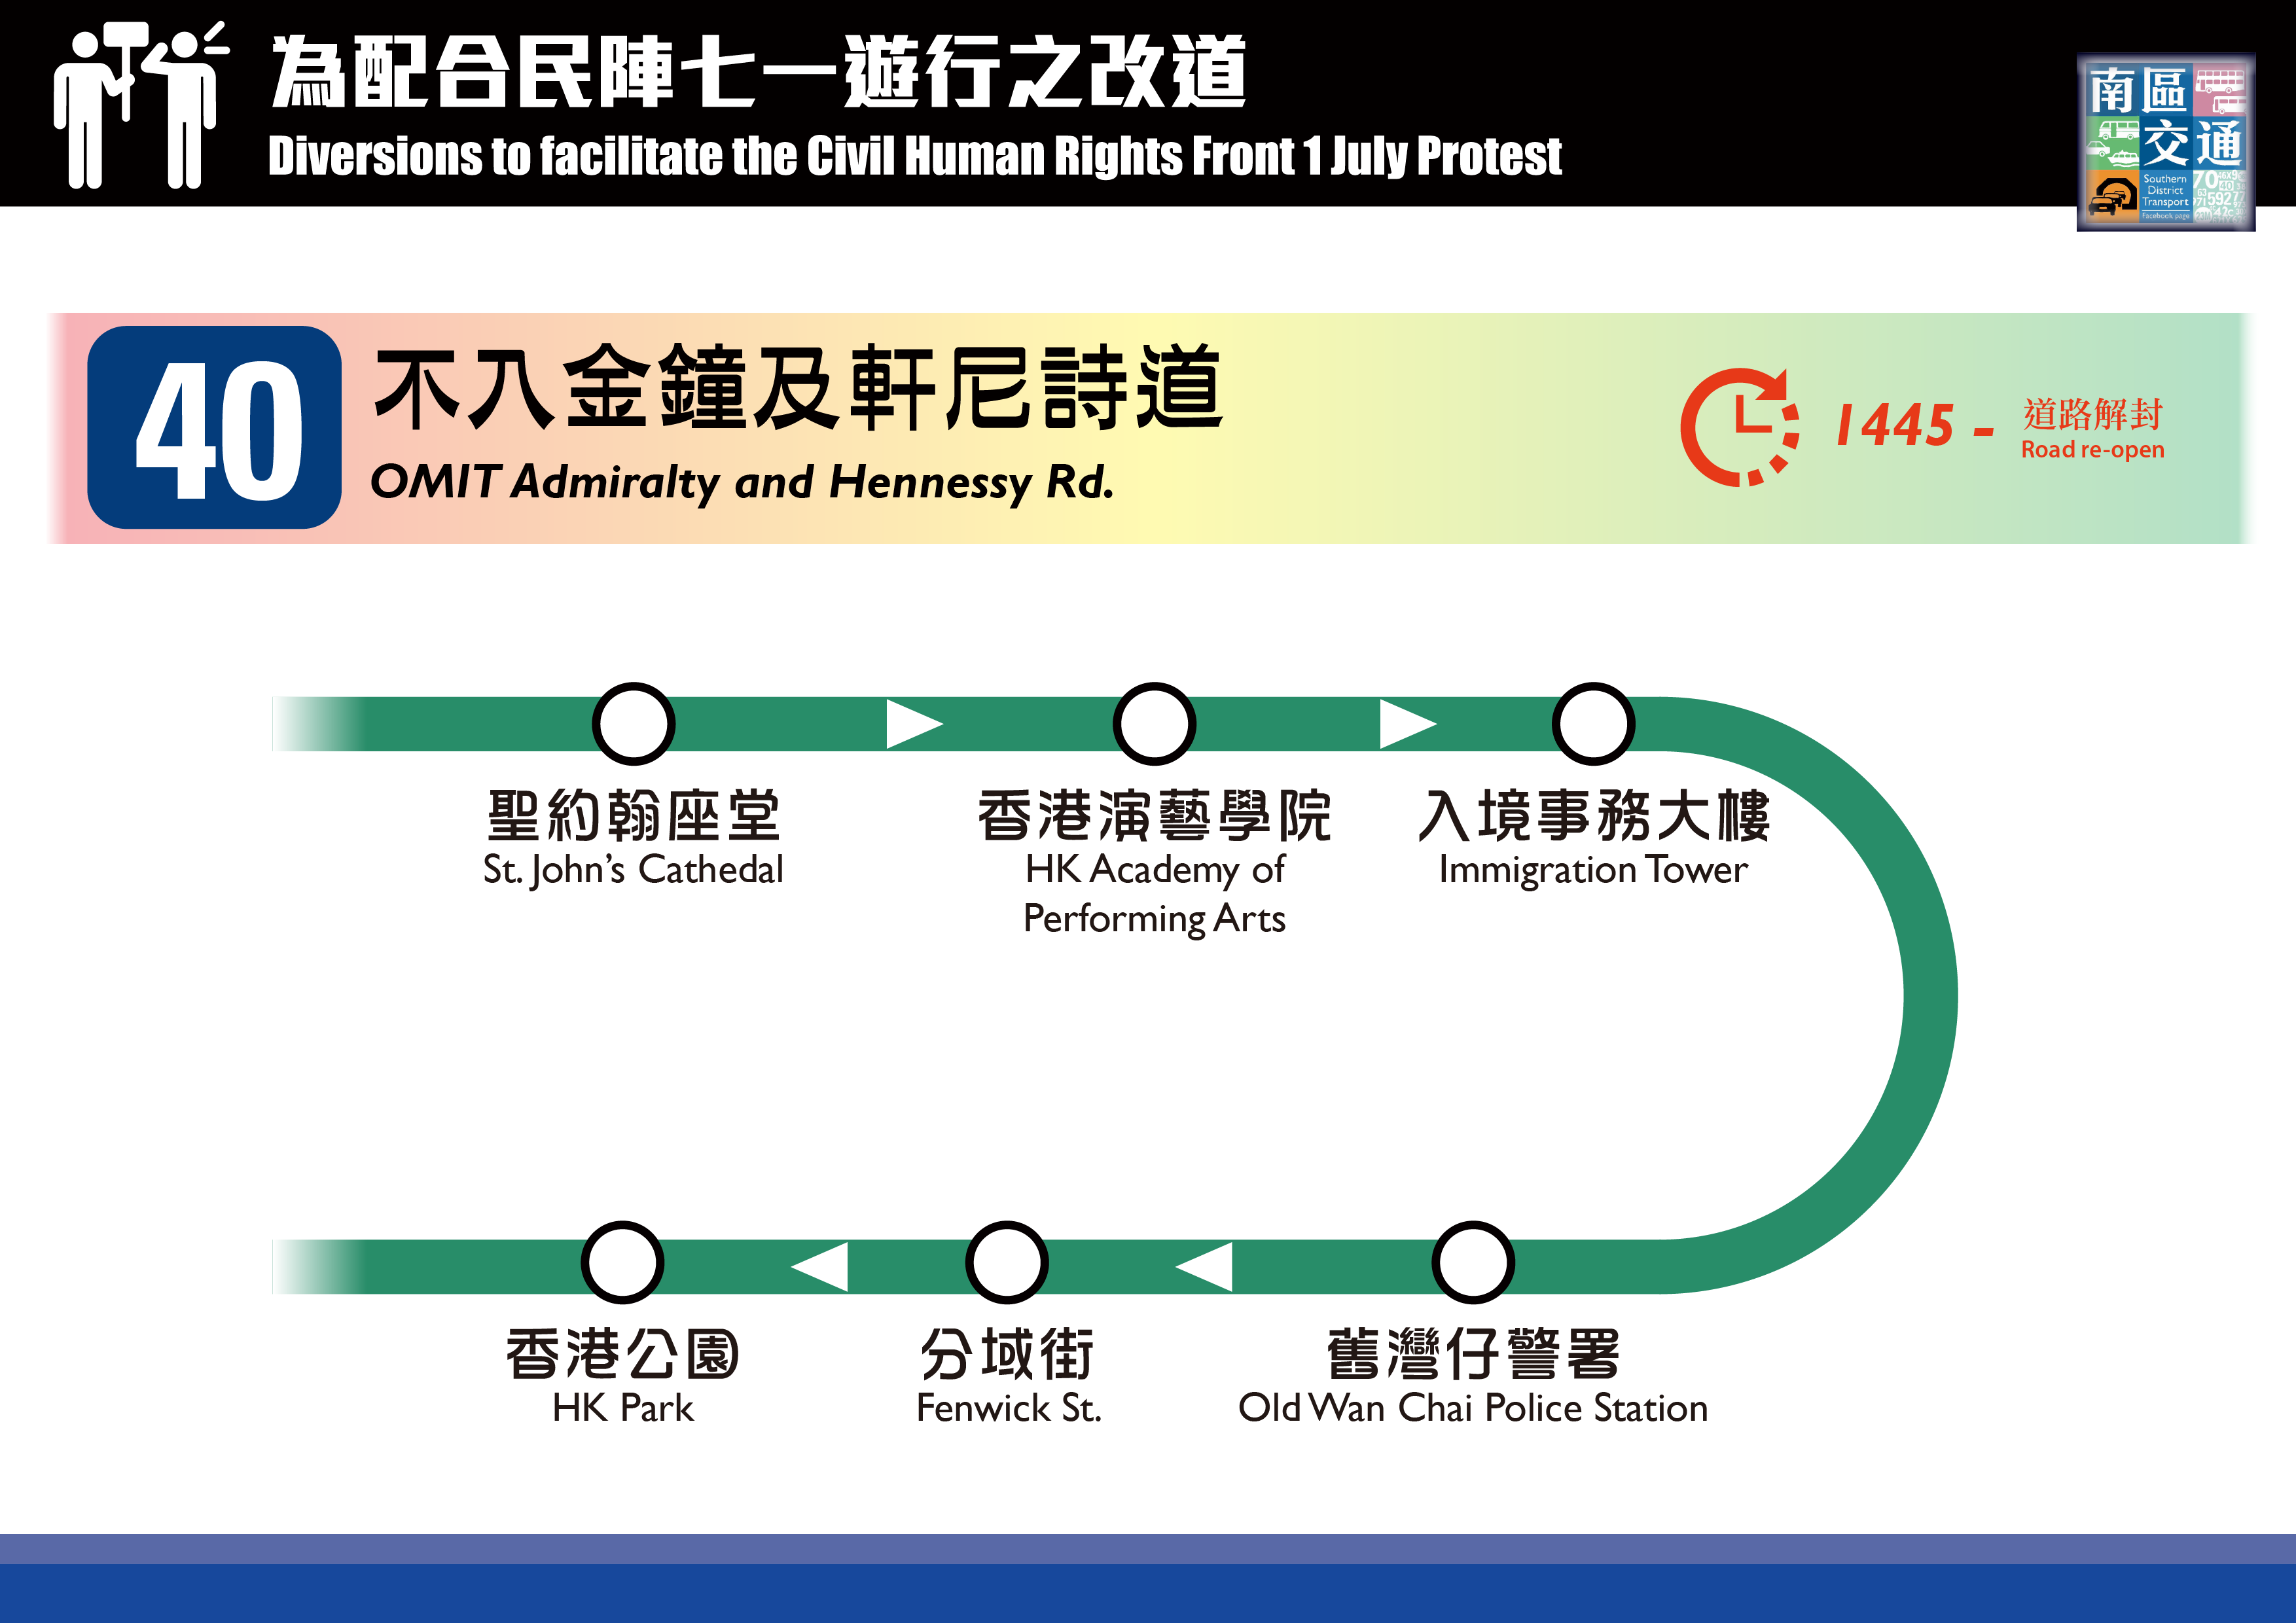 為配合民陣七一遊行之改道
Diversions to facilitate the Civil Human Rights Front 1 July Protest
南區
交通
Southern
District
Transport
Facebook page
40
不入金鐘及軒尼詩道
OMIT Admiralty and Hennessy Rd.
1445 -
道路解封
Road re-open
聖約翰座堂
St. John’s Cathedal
香港演藝學院
HK Academy of
Performing Arts
入境事務大樓
Immigration Tower
香港公園
HK Park
分域街
Fenwick St.
舊灣仔警署
Old Wan Chai Police Station